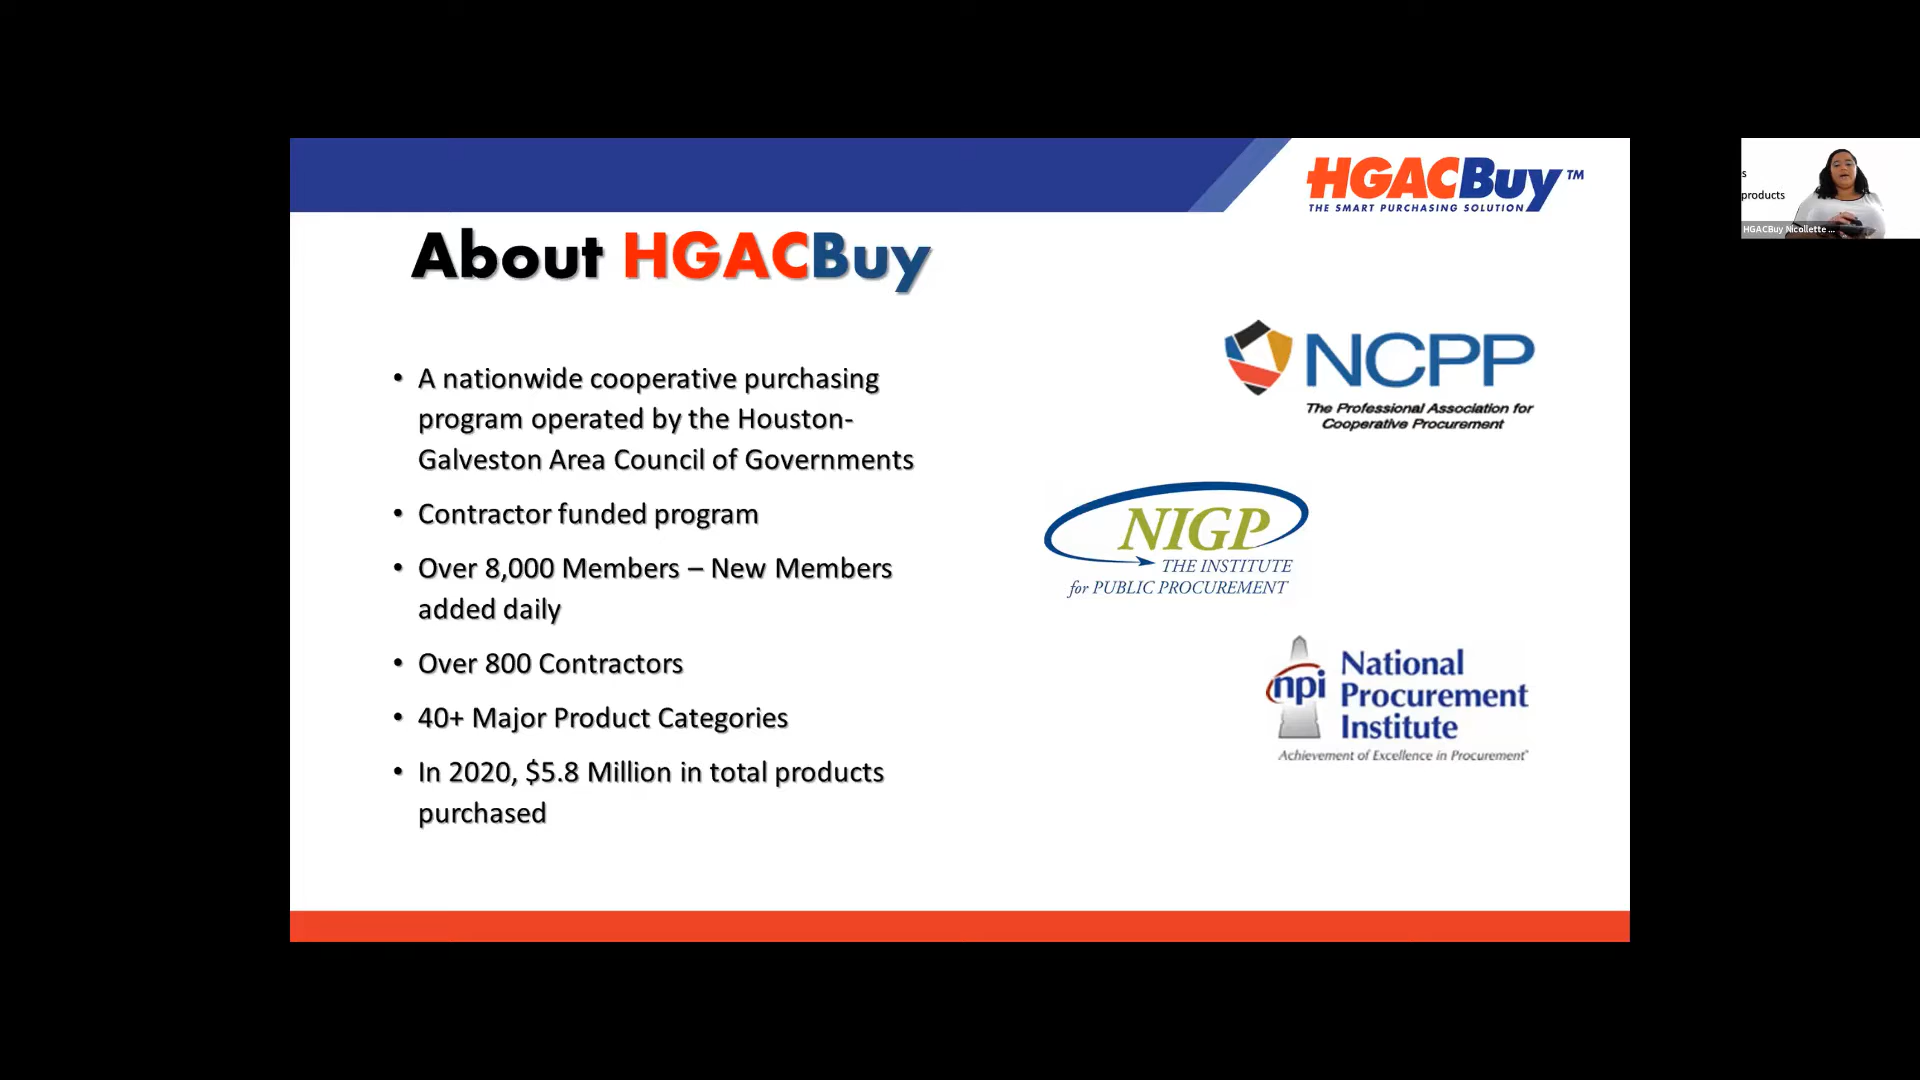 HGACBuy™
THE SMART PURCHASING SOLUTION
s
products
HGACBuy Nicollette ...
About HGACBuy
• A nationwide cooperative purchasing
program operated by the Houston-
Galveston Area Council of Governments
• Contractor funded program
• Over 8,000 Members – New Members
added daily
• Over 800 Contractors
• 40+ Major Product Categories
• In 2020, $5.8 Million in total products
purchased
NCPP
The Professional Association for
Cooperative Procurement
NIGP
THE INSTITUTE
for PUBLIC PROCUREMENT
npi
National
Procurement
Institute
Achievement of Excellence in Procurement®